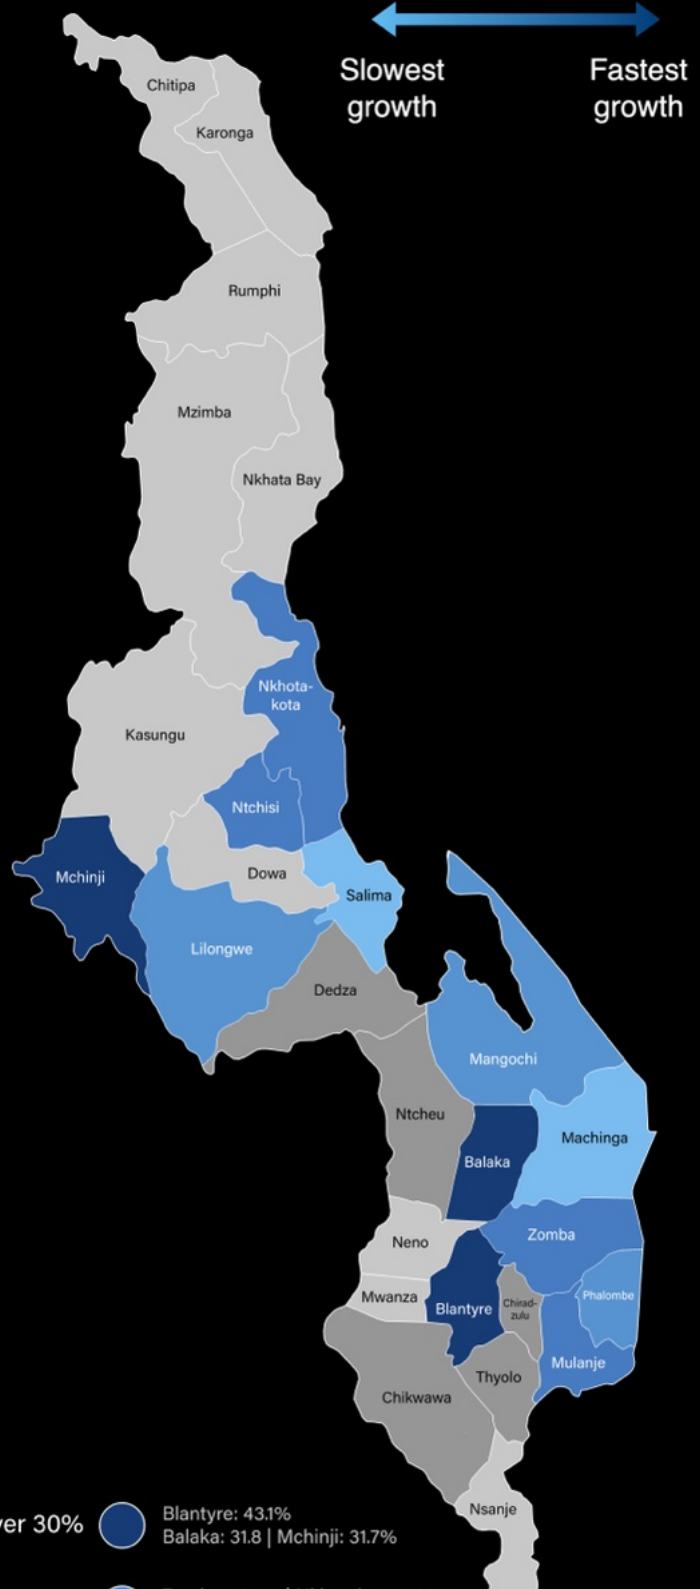 Slowest
growth
Fastest
growth
Chitipa
Karonga
Rumphi
Mzimba
Nkhata Bay
Nkhota-
kota
Kasungu
Ntchisi
Mchinji
Dowa
Salima
Lilongwe
Dedza
Mangochi
Ntcheu
Machinga
Balaka
Zomba
Neno
Phalombe
Mwanza
Blantyre
Chirad-
zulu
Mulanje
Thyolo
Chikwawa
Nsanje
ver 30%
Blantyre: 43.1%
Balaka: 31.8 | Mchinji: 31.7%